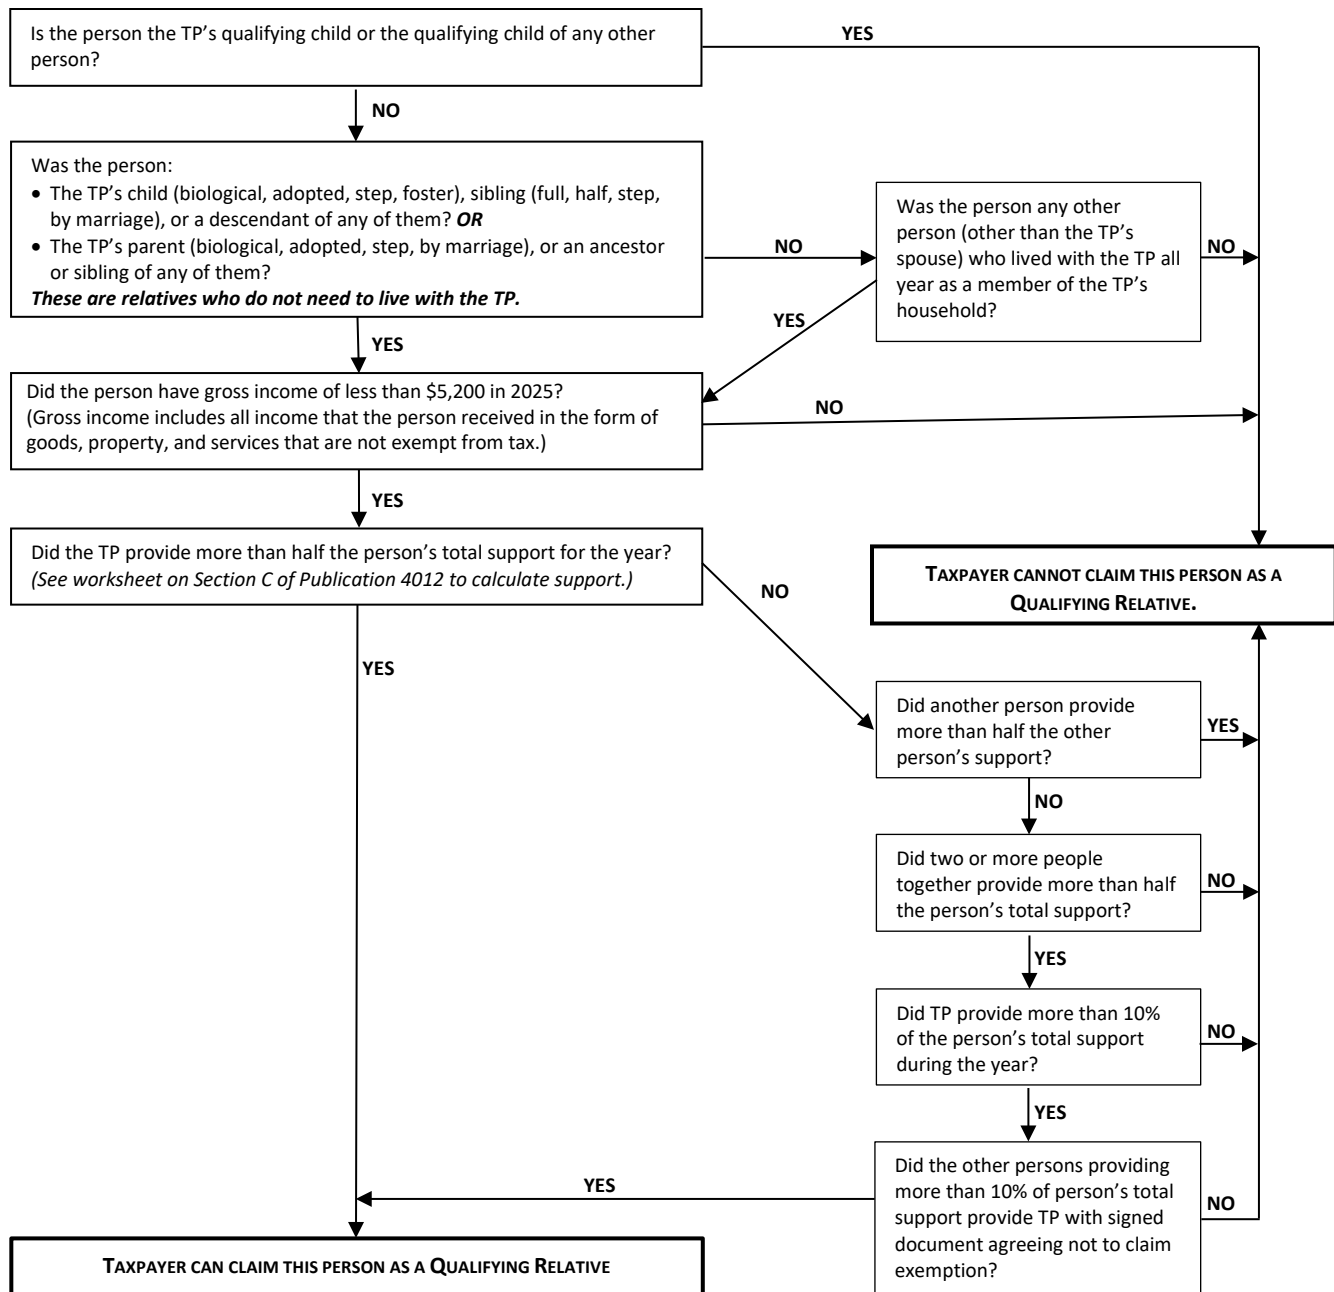 Is the person the TP's qualifying child or the qualifying child of any other
person?
YES
NO
Was the person:
• The TP's child (biological, adopted, step, foster), sibling (full, half, step,
by marriage), or a descendant of any of them? OR
• The TP's parent (biological, adopted, step, by marriage), or an ancestor
or sibling of any of them?
These are relatives who do not need to live with the TP.
NO
Was the person any other
person (other than the TP's
spouse) who lived with the TP all
year as a member of the TP's
household?
NO
YES
YES
Did the person have gross income of less than $5,200 in 2025?
(Gross income includes all income that the person received in the form of
goods, property, and services that are not exempt from tax.)
NO
YES
Did the TP provide more than half the person's total support for the year?
(See worksheet on Section C of Publication 4012 to calculate support.)
NO
TAXPAYER CANNOT CLAIM THIS PERSON AS A
QUALIFYING RELATIVE.
YES
Did another person provide
more than half the other
person's support?
YES
NO
Did two or more people
together provide more than half
the person's total support?
NO
YES
Did TP provide more than 10%
of the person's total support
during the year?
NO
YES
Did the other persons providing
more than 10% of person's total
support provide TP with signed
document agreeing not to claim
exemption?
YES
NO
TAXPAYER CAN CLAIM THIS PERSON AS A QUALIFYING RELATIVE